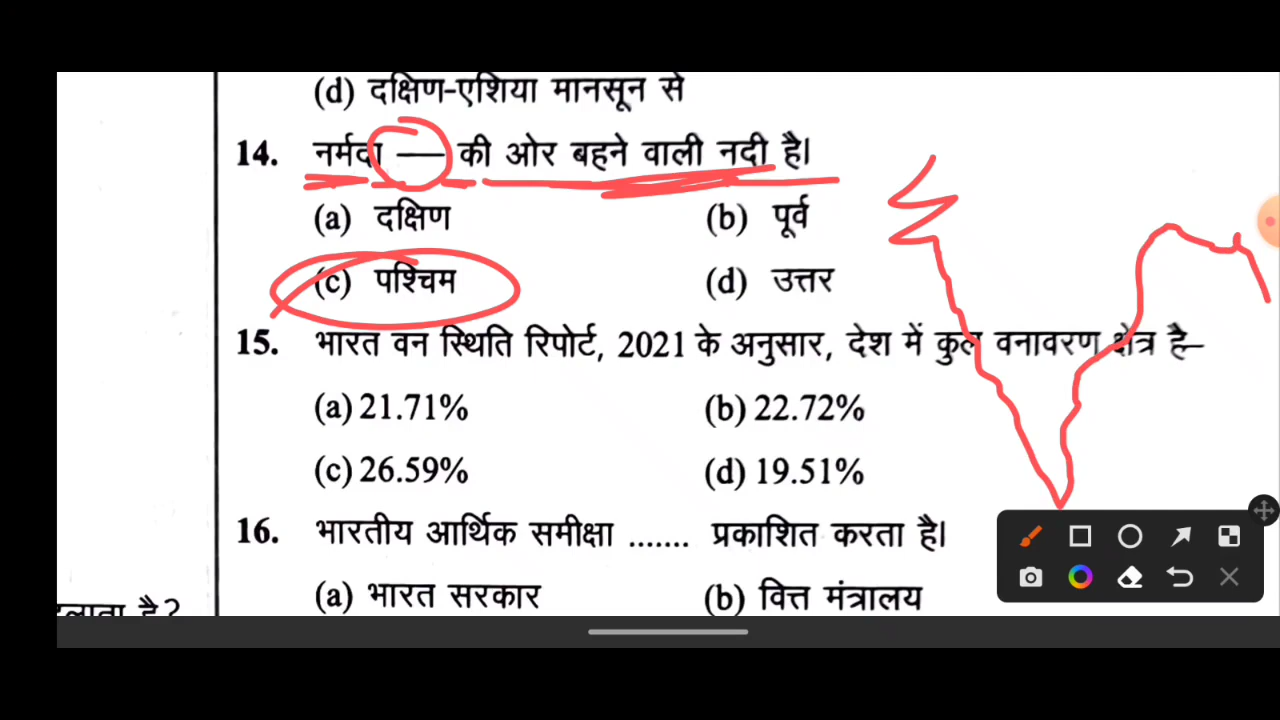 (d) दक्षिण-एशिया मानसून से
14. नर्मदा — की ओर बहने वाली नदी है।
(a) दक्षिण (b) पूर्व
(c) पश्चिम (d) उत्तर
15. भारत वन स्थिति रिपोर्ट, 2021 के अनुसार, देश में कुल वनावरण क्षेत्र है–
(a) 21.71% (b) 22.72%
(c) 26.59% (d) 19.51%
16. भारतीय आर्थिक समीक्षा ....... प्रकाशित करता है।
(a) भारत सरकार (b) वित्त मंत्रालय
है?